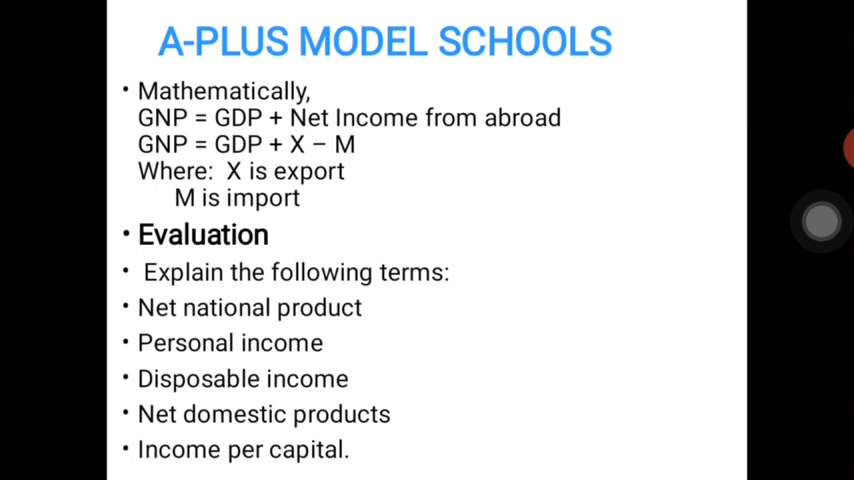 A-PLUS MODEL SCHOOLS
• Mathematically,
GNP = GDP + Net Income from abroad
GNP = GDP + X – M
Where: X is export
M is import
• Evaluation
• Explain the following terms:
• Net national product
• Personal income
• Disposable income
• Net domestic products
• Income per capital.